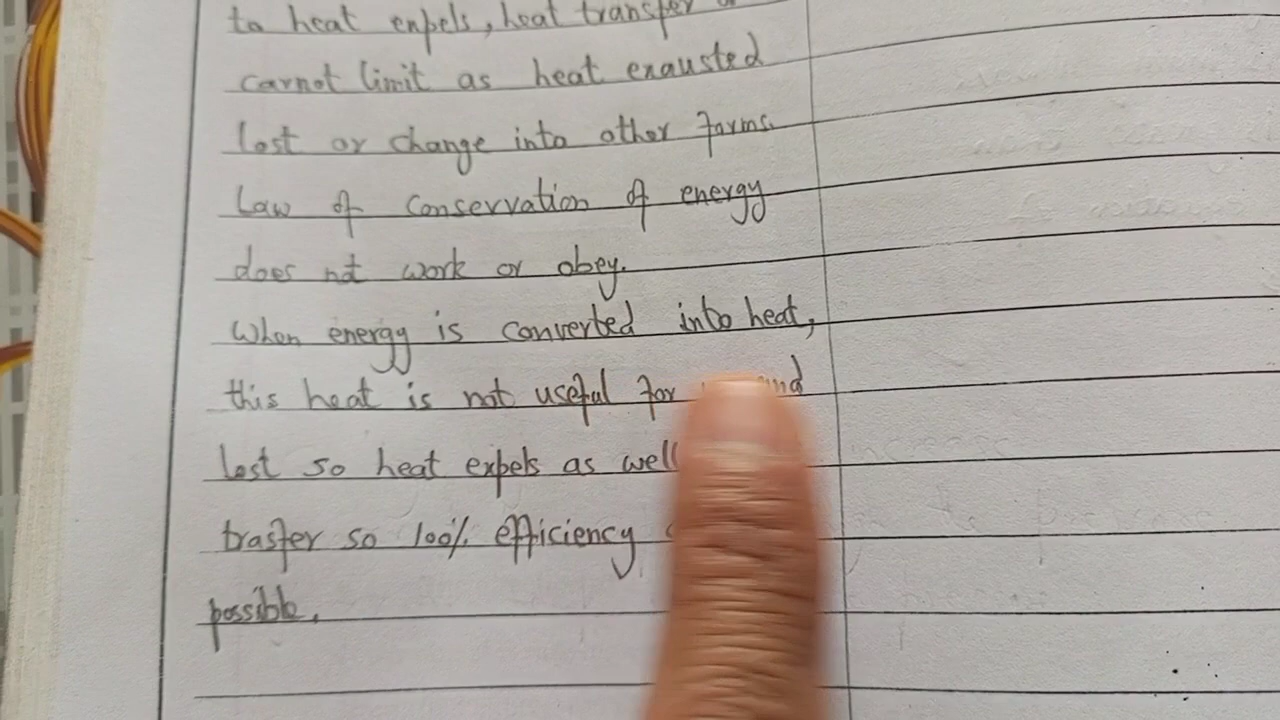 to heat expels, heat transfer
carnot limit as heat exausted
lost or change into other forms.
Law of conservation of energy
does not work or obey.
When energy is converted into heat,
this heat is not useful for and
lost so heat expels as well
trasfer so 100% efficiency
possible.